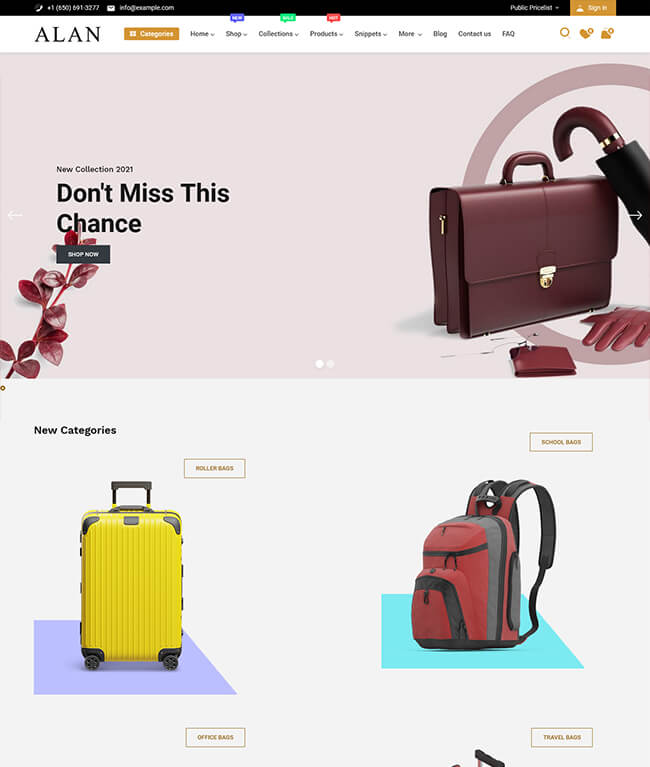 +1 (650) 691-3277 info@example.com Public Pricelist Sign in
NEW SALE HOT
ALAN Categories Home Shop Collections Products Snippets More Blog Contact us FAQ 0 0
New Collection 2021
Don't Miss This
Chance
SHOP NOW
New Categories
SCHOOL BAGS
ROLLER BAGS
OFFICE BAGS
TRAVEL BAGS